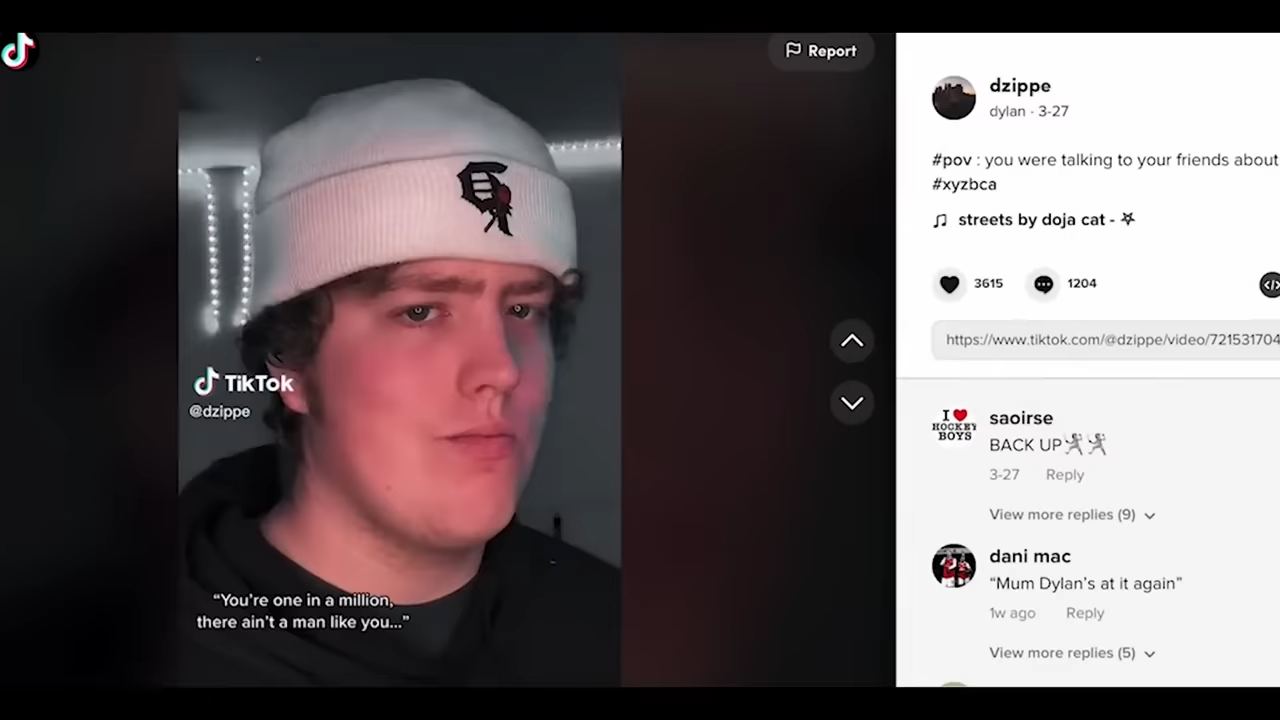 Report
TikTok
@dzippe
“You're one in a million,
there ain't a man like you...”
dzippe
dylan · 3-27
#pov : you were talking to your friends about
#xyzbca
streets by doja cat -
3615
1204
https://www.tiktok.com/@dzippe/video/721531704
I ♥
HOCKEY
BOYS
saoirse
BACK UP
3-27 Reply
View more replies (9)
dani mac
“Mum Dylan's at it again”
1w ago Reply
View more replies (5)